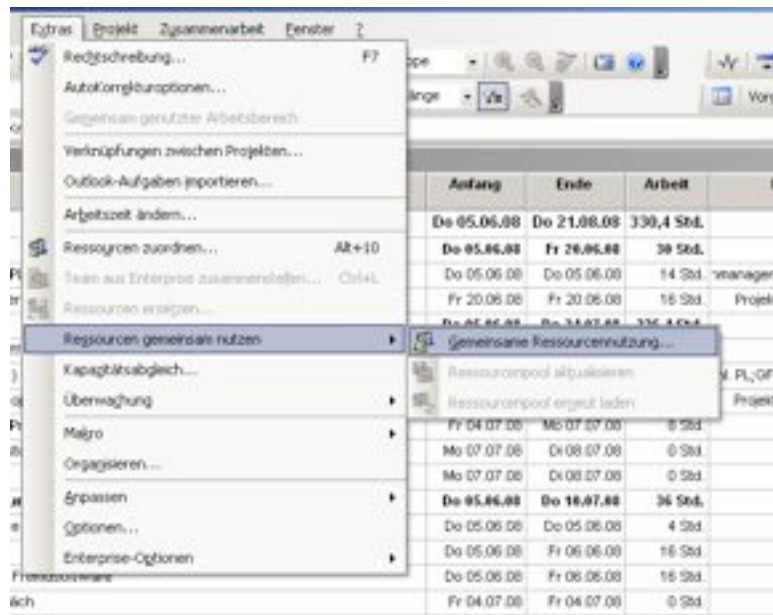 Extras Projekt Zusammenarbeit Fenster ?
Rechtschreibung... F7
AutoKorrekturoptionen...
Gemeinsam genutzter Arbeitsbereich
Verknüpfungen zwischen Projekten...
Outlook-Aufgaben importieren...
Arbeitszeit ändern...
Ressourcen zuordnen... Alt+10
Team aus Enterprise zusammenstellen... Ctrl+L
Ressourcen ersetzen...
Ressourcen gemeinsam nutzen
Kapazitätsabgleich...
Überwachung
Makro
Organisieren...
Anpassen
Optionen...
Enterprise-Optionen
Gemeinsame Ressourcennutzung...
Ressourcenpool aktualisieren
Ressourcenpool erneut laden
Anfang Ende Arbeit
Do 05.06.08 Do 21.08.08 330,4 Std.
Do 05.06.08 Fr 20.06.08 30 Std.
Do 05.06.08 Do 05.06.08 14 Std.
Fr 20.06.08 Fr 20.06.08 16 Std. Projek
Fr 04.07.08 Mo 07.07.08 8 Std.
Mo 07.07.08 Di 08.07.08 0 Std.
Mo 07.07.08 Di 08.07.08 0 Std.
Do 05.06.08 Do 10.07.08 36 Std.
Do 05.06.08 Do 05.06.08 4 Std.
Do 05.06.08 Fr 06.06.08 16 Std.
Do 05.06.08 Fr 06.06.08 16 Std.
Fr 04.07.08 Fr 04.07.08 0 Std.